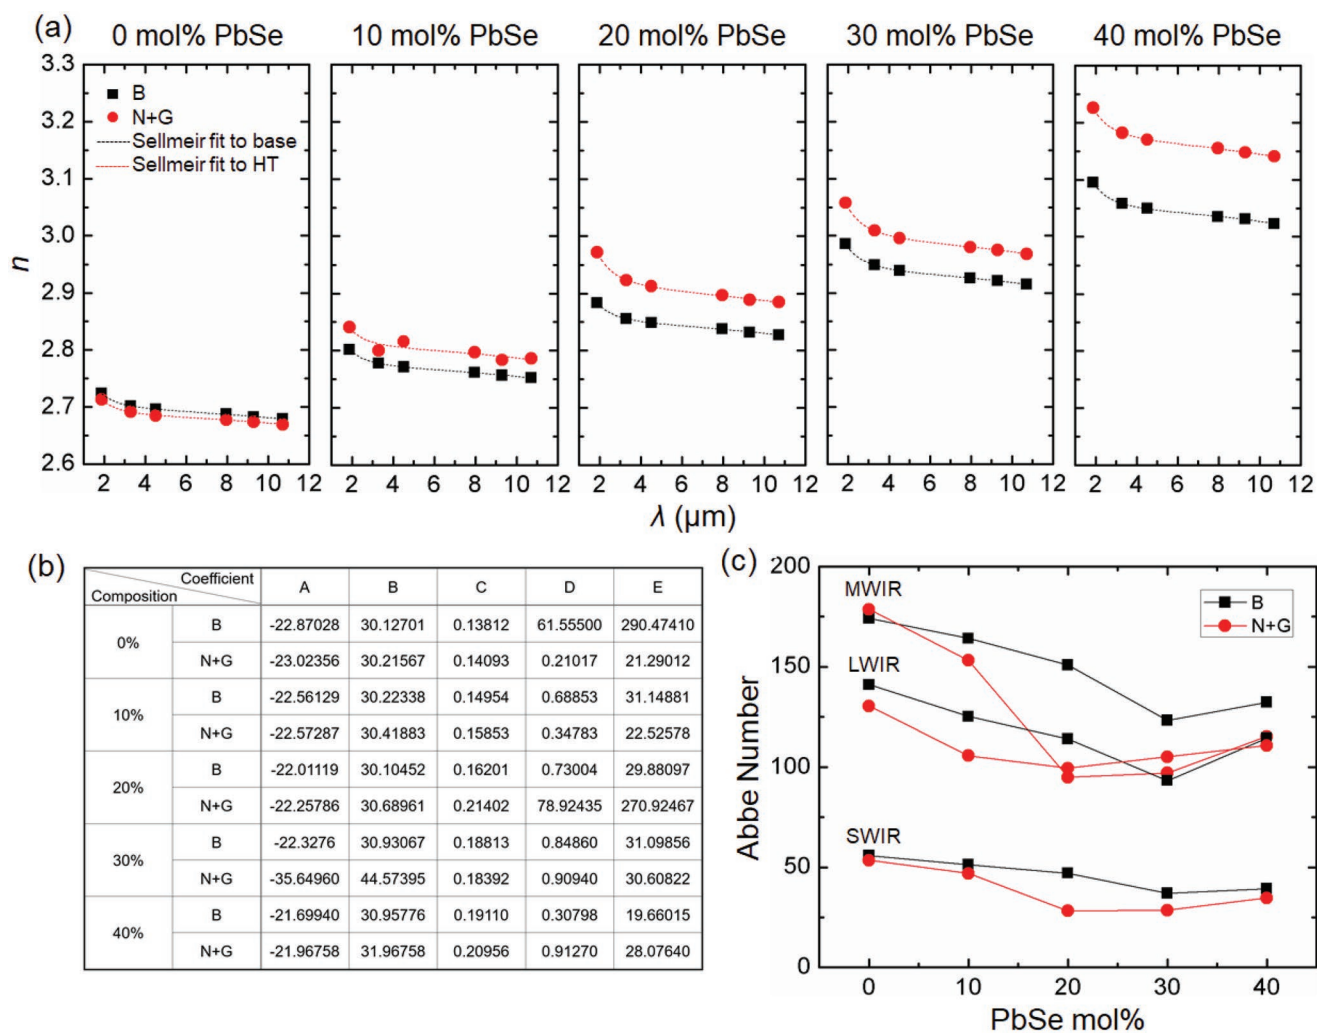 (a)
0 mol% PbSe 10 mol% PbSe 20 mol% PbSe 30 mol% PbSe 40 mol% PbSe
3.3
3.2
3.1
3.0
2.9
2.8
2.7
2.6
n
B
N+G
Sellmeir fit to base
Sellmeir fit to HT
2 4 6 8 10 12 2 4 6 8 10 12 2 4 6 8 10 12 2 4 6 8 10 12 2 4 6 8 10 12
λ (µm)
(b)
Coefficient
Composition
A B C D E
0% B -22.87028 30.12701 0.13812 61.55500 290.47410
N+G -23.02356 30.21567 0.14093 0.21017 21.29012
10% B -22.56129 30.22338 0.14954 0.68853 31.14881
N+G -22.57287 30.41883 0.15853 0.34783 22.52578
20% B -22.01119 30.10452 0.16201 0.73004 29.88097
N+G -22.25786 30.68961 0.21402 78.92435 270.92467
30% B -22.3276 30.93067 0.18813 0.84860 31.09856
N+G -35.64960 44.57395 0.18392 0.90940 30.60822
40% B -21.69940 30.95776 0.19110 0.30798 19.66015
N+G -21.96758 31.96758 0.20956 0.91270 28.07640
(c)
200
150
100
50
0
Abbe Number
MWIR
LWIR
SWIR
B
N+G
0 10 20 30 40
PbSe mol%